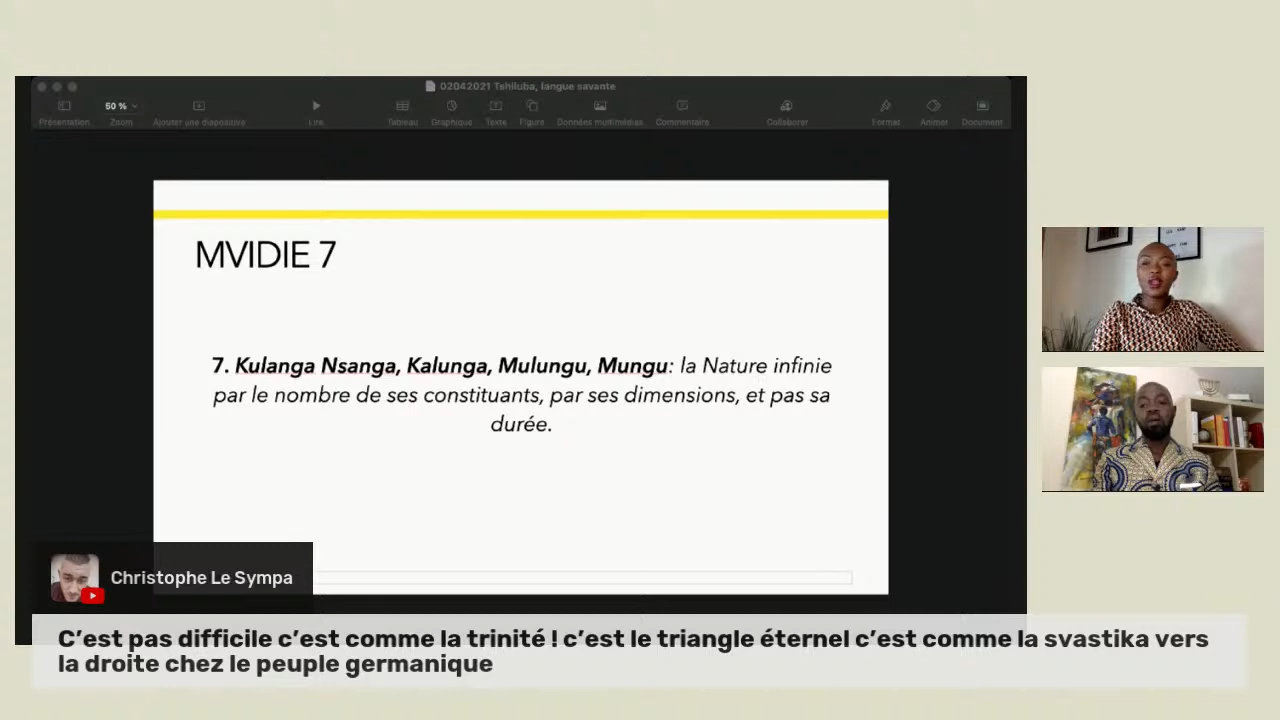 02042021 Tshiluba, langue savante
50 %
Présentation Zoom Ajouter une diapositive Lire Tableau Graphique Texte Figure Données multimédias Commentaire Collaborer Format Animer Document
MVIDIE 7
7. Kulanga Nsanga, Kalunga, Mulungu, Mungu: la Nature infinie
par le nombre de ses constituants, par ses dimensions, et pas sa
durée.
Christophe Le Sympa
C’est pas difficile c’est comme la trinité ! c’est le triangle éternel c’est comme la svastika vers
la droite chez le peuple germanique